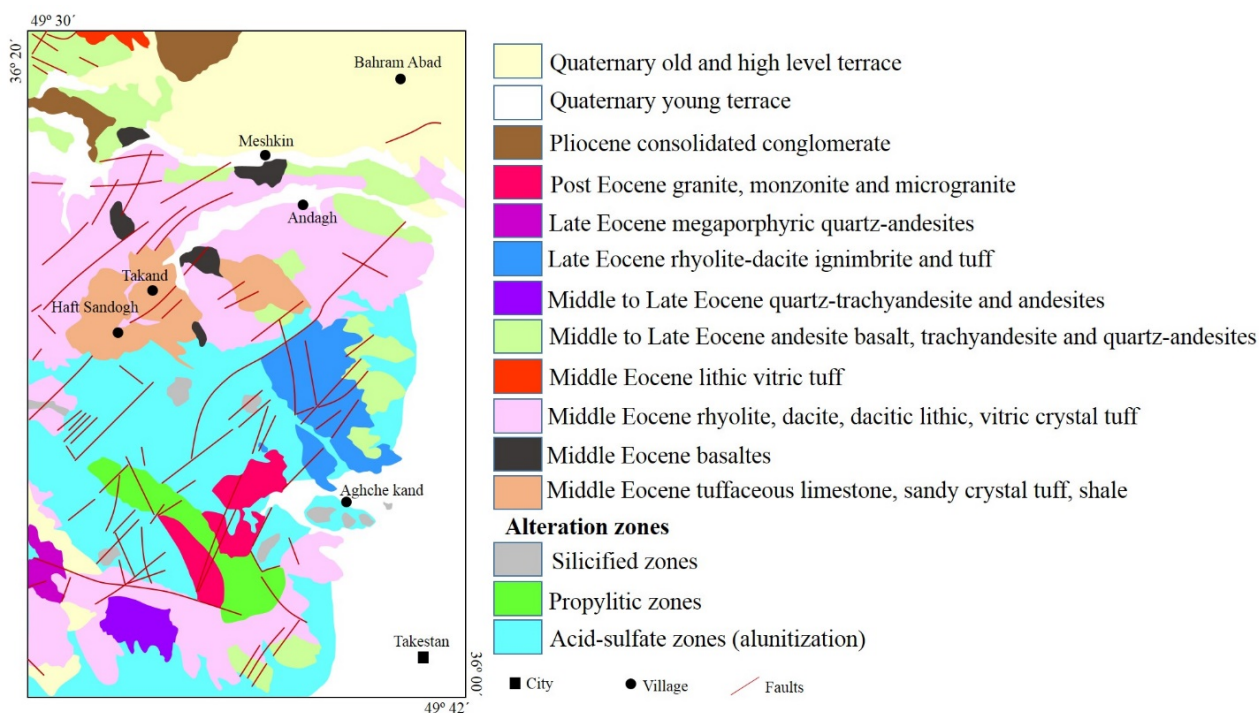 49º 30´
36º 20´
Bahram Abad
Meshkin
Andagh
Takand
Haft Sandogh
Aghche kand
Takestan
36º 00´
49º 42´
Quaternary old and high level terrace
Quaternary young terrace
Pliocene consolidated conglomerate
Post Eocene granite, monzonite and microgranite
Late Eocene megaporphyric quartz-andesites
Late Eocene rhyolite-dacite ignimbrite and tuff
Middle to Late Eocene quartz-trachyandesite and andesites
Middle to Late Eocene andesite basalt, trachyandesite and quartz-andesites
Middle Eocene lithic vitric tuff
Middle Eocene rhyolite, dacite, dacitic lithic, vitric crystal tuff
Middle Eocene basaltes
Middle Eocene tuffaceous limestone, sandy crystal tuff, shale
Alteration zones
Silicified zones
Propylitic zones
Acid-sulfate zones (alunitization)
City Village Faults